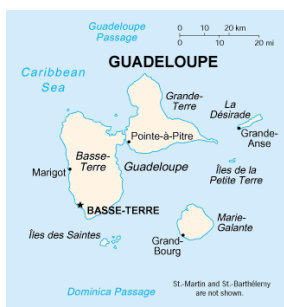 Guadeloupe
Passage
0 10 20 km
0 10 20 mi
Caribbean
Sea
GUADELOUPE
Grande-
Terre
La
Désirade
Pointe-à-Pitre
Grande-
Anse
Basse-
Terre
Guadeloupe
Marigot
Îles de la
Petite Terre
BASSE-TERRE
Marie-
Galante
Îles des Saintes
Grand-
Bourg
St.-Martin and St.-Barthélemy
are not shown.
Dominica Passage